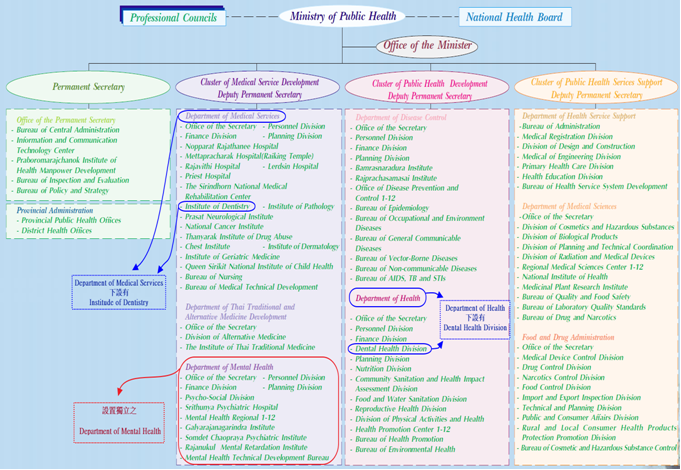 Professional Councils
Ministry of Public Health
National Health Board
Office of the Minister
Permanent Secretary
Office of the Permanent Secretary
- Bureau of Central Administration
- Information and Communication
Technology Center
- Praboromarajchanok Institute of
Health Manpower Development
- Bureau of Inspection and Evaluation
- Bureau of Policy and Strategy
Provincial Administration
- Provincial Public Health Offices
- District Health Offices
Department of Medical Services
下設有
Institude of Dentistry
設置獨立之
Department of Mental Health
Cluster of Medical Service Development
Deputy Permanent Secretary
Department of Medical Services
- Office of the Secretary - Personnel Division
- Finance Division - Planning Division
- Nopparat Rajathanee Hospital
- Mettapracharak Hospital(Raiking Temple)
- Rajavithi Hospital - Lerdsin Hospital
- Priest Hospital
- The Sirindhorn National Medical
Rehabilitation Center
- Institute of Dentistry - Institute of Pathology
- Prasat Neurological Institute
- National Cancer Institute
- Thanyarak Institute of Drug Abuse
- Chest Institute - Institute of Dermatology
- Institute of Geriatric Medicine
- Queen Sirikit National Institute of Child Health
- Bureau of Nursing
- Bureau of Medical Technical Development
Department of Thai Traditional and
Alternative Medicine Development
- Office of the Secretary
- Division of Alternative Medicine
- The Institute of Thai Traditional Medicine
Department of Mental Health
- Office of the Secretary - Personnel Division
- Finance Division - Planning Division
- Psycho-Social Division
- Srithunya Psychiatric Hospital
- Mental Health Regional 1-12
- Galyarajanagarindra Institute
- Somdet Chaopraya Psychiatric Institute
- Rajanukul Mental Retardation Institute
- Mental Health Technical Development Bureau
Cluster of Public Health Development
Deputy Permanent Secretary
Department of Disease Control
- Office of the Secretary
- Personnel Division
- Finance Division
- Planning Division
- Bamrasnaradura Institute
- Rajprachasamasai Institute
- Office of Disease Prevention and
Control 1-12
- Bureau of Epidemiology
- Bureau of Occupational and Environment
Diseases
- Bureau of General Communicable
Diseases
- Bureau of Vector-Borne Diseases
- Bureau of Non-communicable Diseases
- Bureau of AIDS, TB and STIs
Department of Health
- Office of the Secretary
- Personnel Division
- Finance Division
- Dental Health Division
- Planning Division
- Nutrition Division
- Community Sanitation and Health Impact
Assessment Division
- Food and Water Sanitation Division
- Reproductive Health Division
- Division of Physical Activities and Health
- Health Promotion Center 1-12
- Bureau of Health Promotion
- Bureau of Environmental Health
Department of Health
下設有
Dental Health Division
Cluster of Public Health Serices Support
Deputy Permanent Secretary
Department of Health Service Support
-Bureau of Administration
- Medical Registration Division
- Division of Design and Construction
- Medical of Engineering Division
- Primary Health Care Division
- Health Education Division
- Bureau of Health Service System Development
Department of Medical Sciences
- Office of the Secretary
- Division of Cosmetics and Hazardous Substances
- Division of Biological Products
- Division of Planning and Technical Coordination
- Division of Radiation and Medical Devices
- Regional Medical Sciences Center 1-12
- National Institute of Health
- Medicinal Plant Research Institute
- Bureau of Quality and Food Safety
- Bureau of Laboratory Quality Standards
- Bureau of Drug and Narcotics
Food and Drug Administration
- Office of the Secretary
- Medical Device Control Division
- Drug Control Division
- Narcotics Control Division
- Food Control Division
- Import and Export Inspection Division
- Technical and Planning Division
- Public and Consumer Affairs Division
- Rural and Local Consumer Health Products
Protection Promotion Division
- Bureau of Cosmetic and Hazardous Substance Control